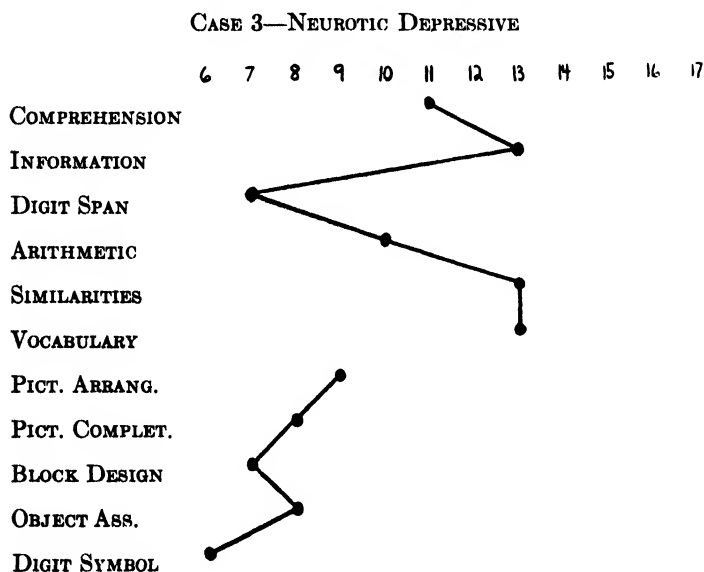 CASE 3—NEUROTIC DEPRESSIVE
6 7 8 9 10 11 12 13 14 15 16 17
COMPREHENSION
INFORMATION
DIGIT SPAN
ARITHMETIC
SIMILARITIES
VOCABULARY
PICT. ARRANG.
PICT. COMPLET.
BLOCK DESIGN
OBJECT ASS.
DIGIT SYMBOL